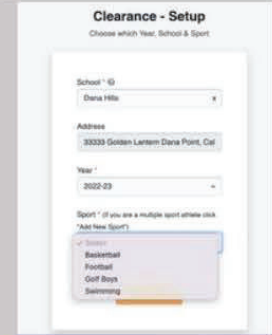 Clearance - Setup
Choose which Year, School & Sport
School *
Dana Hills
Address
33333 Golden Lantern Dana Point, Cal
Year *
2022-23
Sport * (If you are a multiple sport athlete click
"Add New Sport")
✓ Select
Basketball
Football
Golf Boys
Swimming